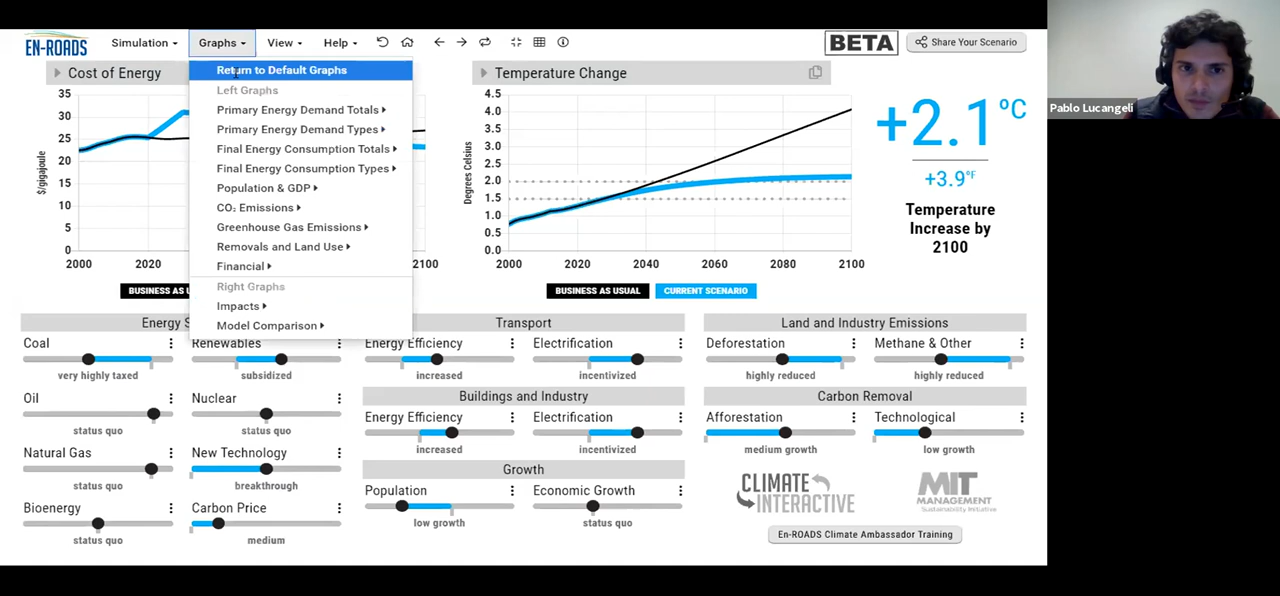 EN-ROADS
Simulation
Graphs
View
Help
BETA
Share Your Scenario
Pablo Lucangeli
Cost of Energy
$/gigajoule
35
30
25
20
15
10
5
0
2000
2020
2100
BUSINESS AS U
Return to Default Graphs
Left Graphs
Primary Energy Demand Totals
Primary Energy Demand Types
Final Energy Consumption Totals
Final Energy Consumption Types
Population & GDP
CO₂ Emissions
Greenhouse Gas Emissions
Removals and Land Use
Financial
Right Graphs
Impacts
Model Comparison
Temperature Change
Degrees Celsius
4.5
4.0
3.5
3.0
2.5
2.0
1.5
1.0
0.5
0.0
2000
2020
2040
2060
2080
2100
BUSINESS AS USUAL
CURRENT SCENARIO
+2.1°C
+3.9°F
Temperature
Increase by
2100
Energy S
Coal
very highly taxed
Renewables
subsidized
Oil
status quo
Nuclear
status quo
Natural Gas
status quo
New Technology
breakthrough
Bioenergy
status quo
Carbon Price
medium
Transport
Energy Efficiency
increased
Electrification
incentivized
Buildings and Industry
Energy Efficiency
increased
Electrification
incentivized
Growth
Population
low growth
Economic Growth
status quo
Land and Industry Emissions
Deforestation
highly reduced
Methane & Other
highly reduced
Carbon Removal
Afforestation
medium growth
Technological
low growth
CLIMATE
INTERACTIVE
MIT
MANAGEMENT
Sustainability Initiative
En-ROADS Climate Ambassador Training